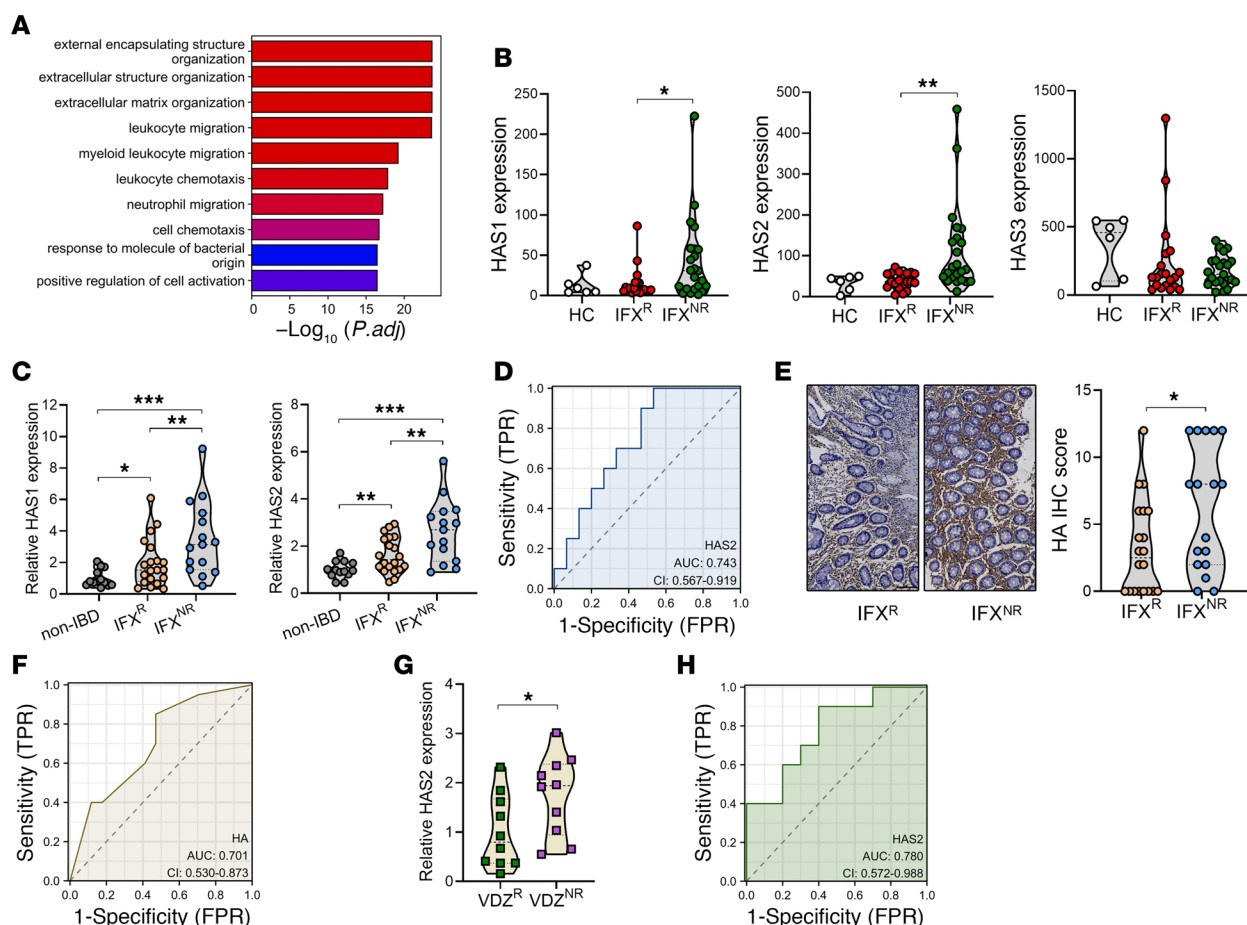 A
external encapsulating structure
organization
extracellular structure organization
extracellular matrix organization
leukocyte migration
myeloid leukocyte migration
leukocyte chemotaxis
neutrophil migration
cell chemotaxis
response to molecule of bacterial
origin
positive regulation of cell activation
0 5 10 15 20
−Log10 (P.adj)
B
HAS1 expression
250
200
150
100
50
0
*
HC IFXR IFXNR
HAS2 expression
500
400
300
200
100
0
**
HC IFXR IFXNR
HAS3 expression
1500
1000
500
0
HC IFXR IFXNR
C
Relative HAS1 expression
12
10
8
6
4
2
0
***
**
*
non-IBD IFXR IFXNR
Relative HAS2 expression
8
6
4
2
0
***
**
**
non-IBD IFXR IFXNR
D
Sensitivity (TPR)
1.0
0.8
0.6
0.4
0.2
0.0
HAS2
AUC: 0.743
CI: 0.567-0.919
0.0 0.2 0.4 0.6 0.8 1.0
1-Specificity (FPR)
E
IFXR IFXNR
HA IHC score
15
10
5
0
*
IFXR IFXNR
F
Sensitivity (TPR)
1.0
0.8
0.6
0.4
0.2
0.0
HA
AUC: 0.701
CI: 0.530-0.873
0.0 0.2 0.4 0.6 0.8 1.0
1-Specificity (FPR)
G
Relative HAS2 expression
4
3
2
1
0
*
VDZR VDZNR
H
Sensitivity (TPR)
1.0
0.8
0.6
0.4
0.2
0.0
HAS2
AUC: 0.780
CI: 0.572-0.988
0.0 0.2 0.4 0.6 0.8 1.0
1-Specificity (FPR)